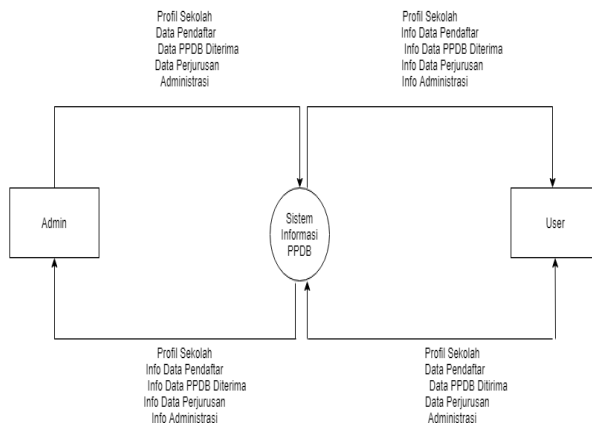 Profil Sekolah
Data Pendaftar
Data PPDB Diterima
Data Perjurusan
Administrasi
Profil Sekolah
Info Data Pendaftar
Info Data PPDB Diterima
Info Data Perjurusan
Info Administrasi
Admin
Sistem
Informasi
PPDB
User
Profil Sekolah
Info Data Pendaftar
Info Data PPDB Diterima
Info Data Perjurusan
Info Administrasi
Profil Sekolah
Data Pendaftar
Data PPDB Ditirima
Data Perjurusan
Administrasi